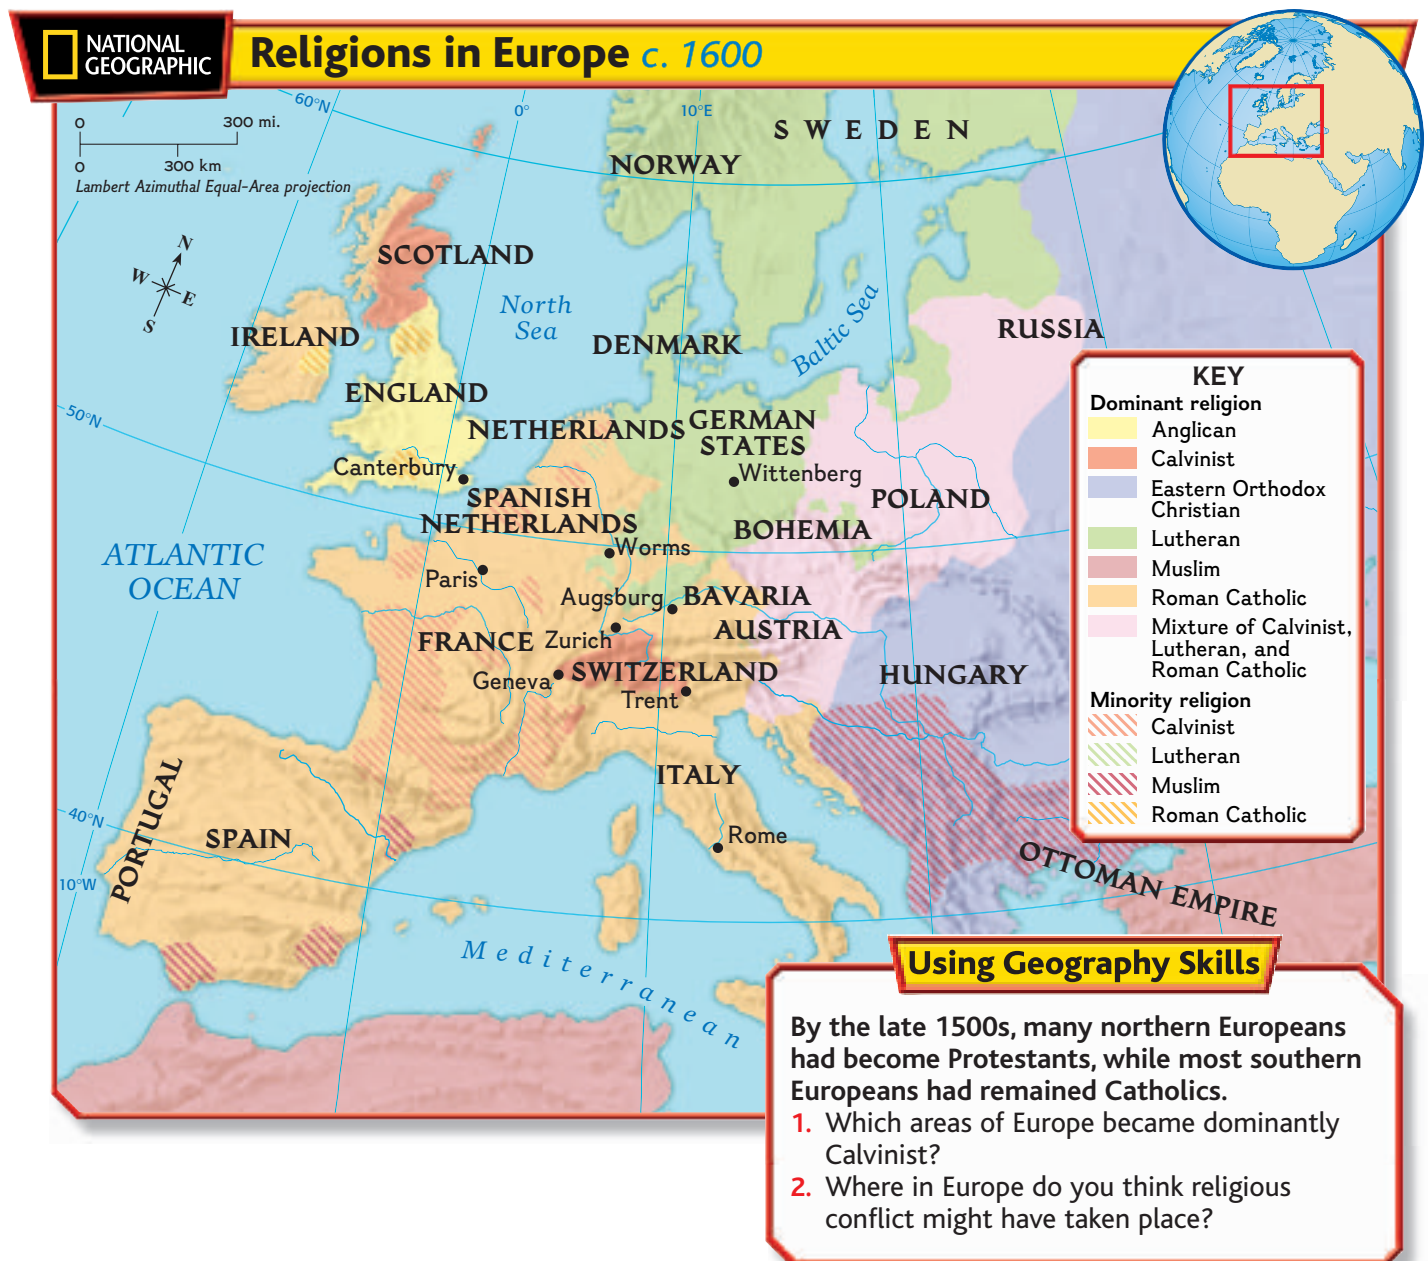 NATIONAL
GEOGRAPHIC
Religions in Europe c. 1600
0 300 mi.
0 300 km
Lambert Azimuthal Equal-Area projection
60°N
0°
10°E
50°N
40°N
10°W
N
W
E
S
SWEDEN
NORWAY
SCOTLAND
North
Sea
IRELAND
DENMARK
Baltic Sea
RUSSIA
ENGLAND
NETHERLANDS
GERMAN
STATES
Canterbury
Wittenberg
SPANISH
NETHERLANDS
POLAND
BOHEMIA
ATLANTIC
OCEAN
Worms
Paris
Augsburg
BAVARIA
AUSTRIA
FRANCE
Zurich
SWITZERLAND
HUNGARY
Geneva
Trent
ITALY
PORTUGAL
SPAIN
Rome
OTTOMAN EMPIRE
Mediterranean
KEY
Dominant religion
Anglican
Calvinist
Eastern Orthodox
Christian
Lutheran
Muslim
Roman Catholic
Mixture of Calvinist,
Lutheran, and
Roman Catholic
Minority religion
Calvinist
Lutheran
Muslim
Roman Catholic
Using Geography Skills
By the late 1500s, many northern Europeans
had become Protestants, while most southern
Europeans had remained Catholics.
1. Which areas of Europe became dominantly
Calvinist?
2. Where in Europe do you think religious
conflict might have taken place?